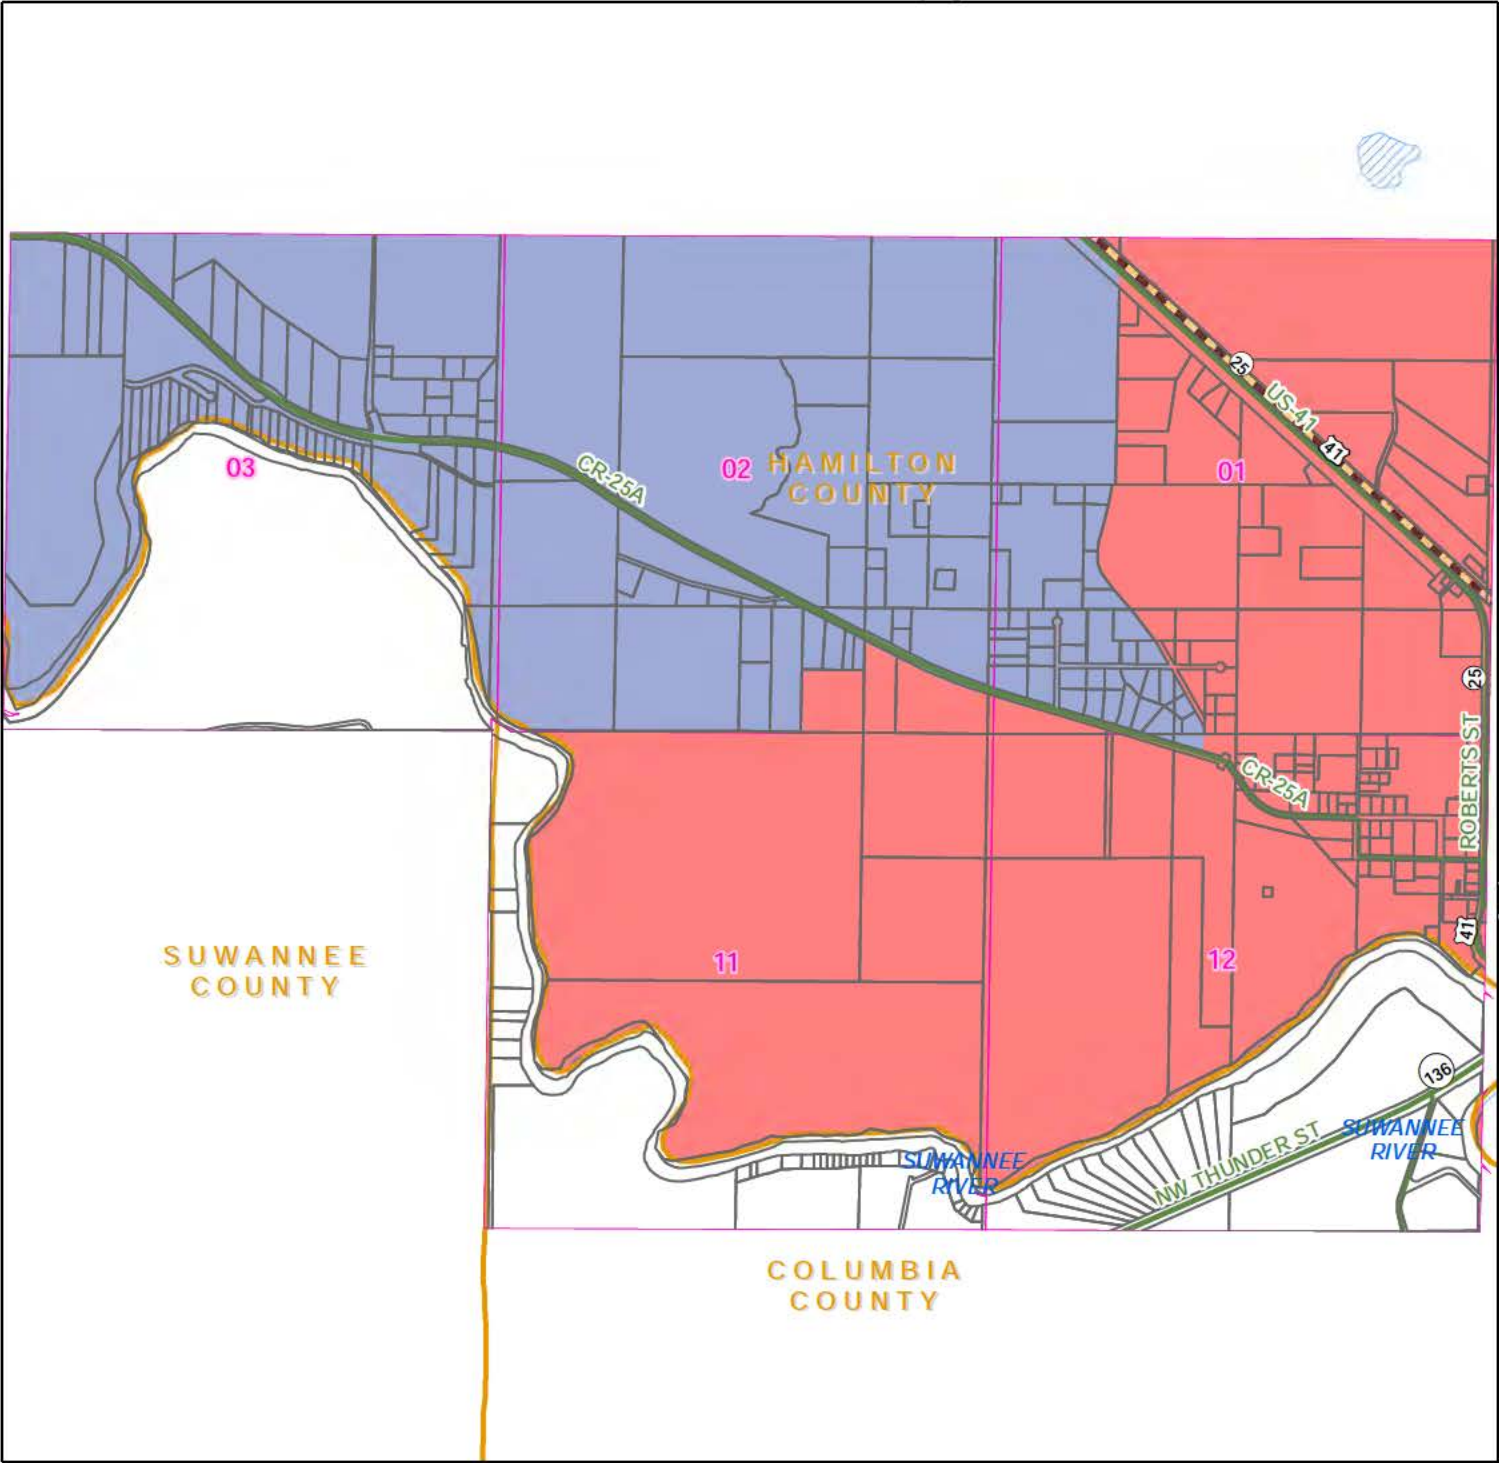 25
US-41
41
HAMILTON
COUNTY
03
02
01
CR-25A
25
ROBERTS ST
CR-25A
41
SUWANNEE
COUNTY
11
12
136
SUWANNEE
RIVER
NW THUNDER ST
SUWANNEE
RIVER
COLUMBIA
COUNTY